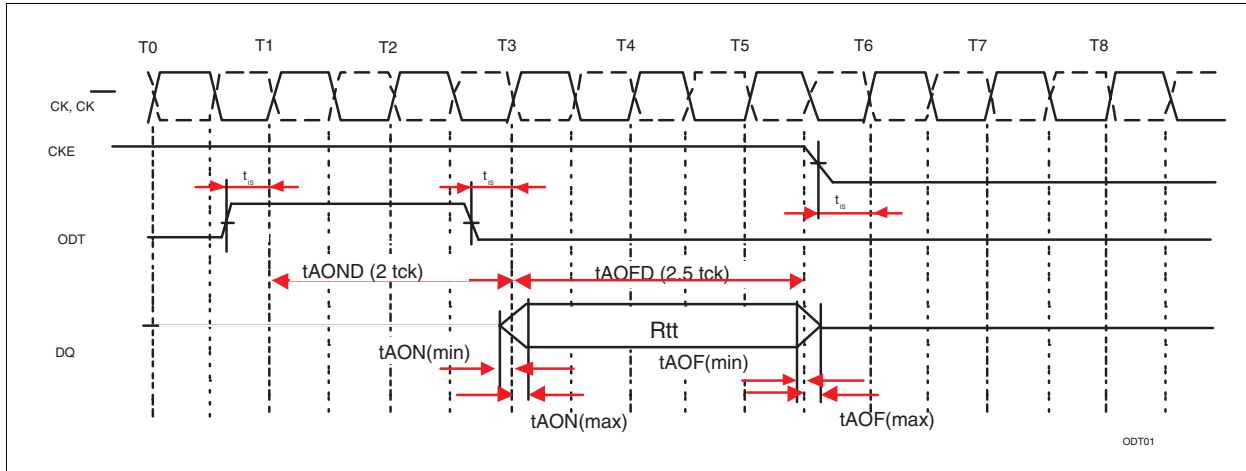 T0 T1 T2 T3 T4 T5 T6 T7 T8
CK, CK
CKE
tIS tIS
tIS
ODT
tAOND (2 tck) tAOFD (2.5 tck)
Rtt
DQ
tAON(min) tAOF(min)
tAON(max) tAOF(max)
ODT01